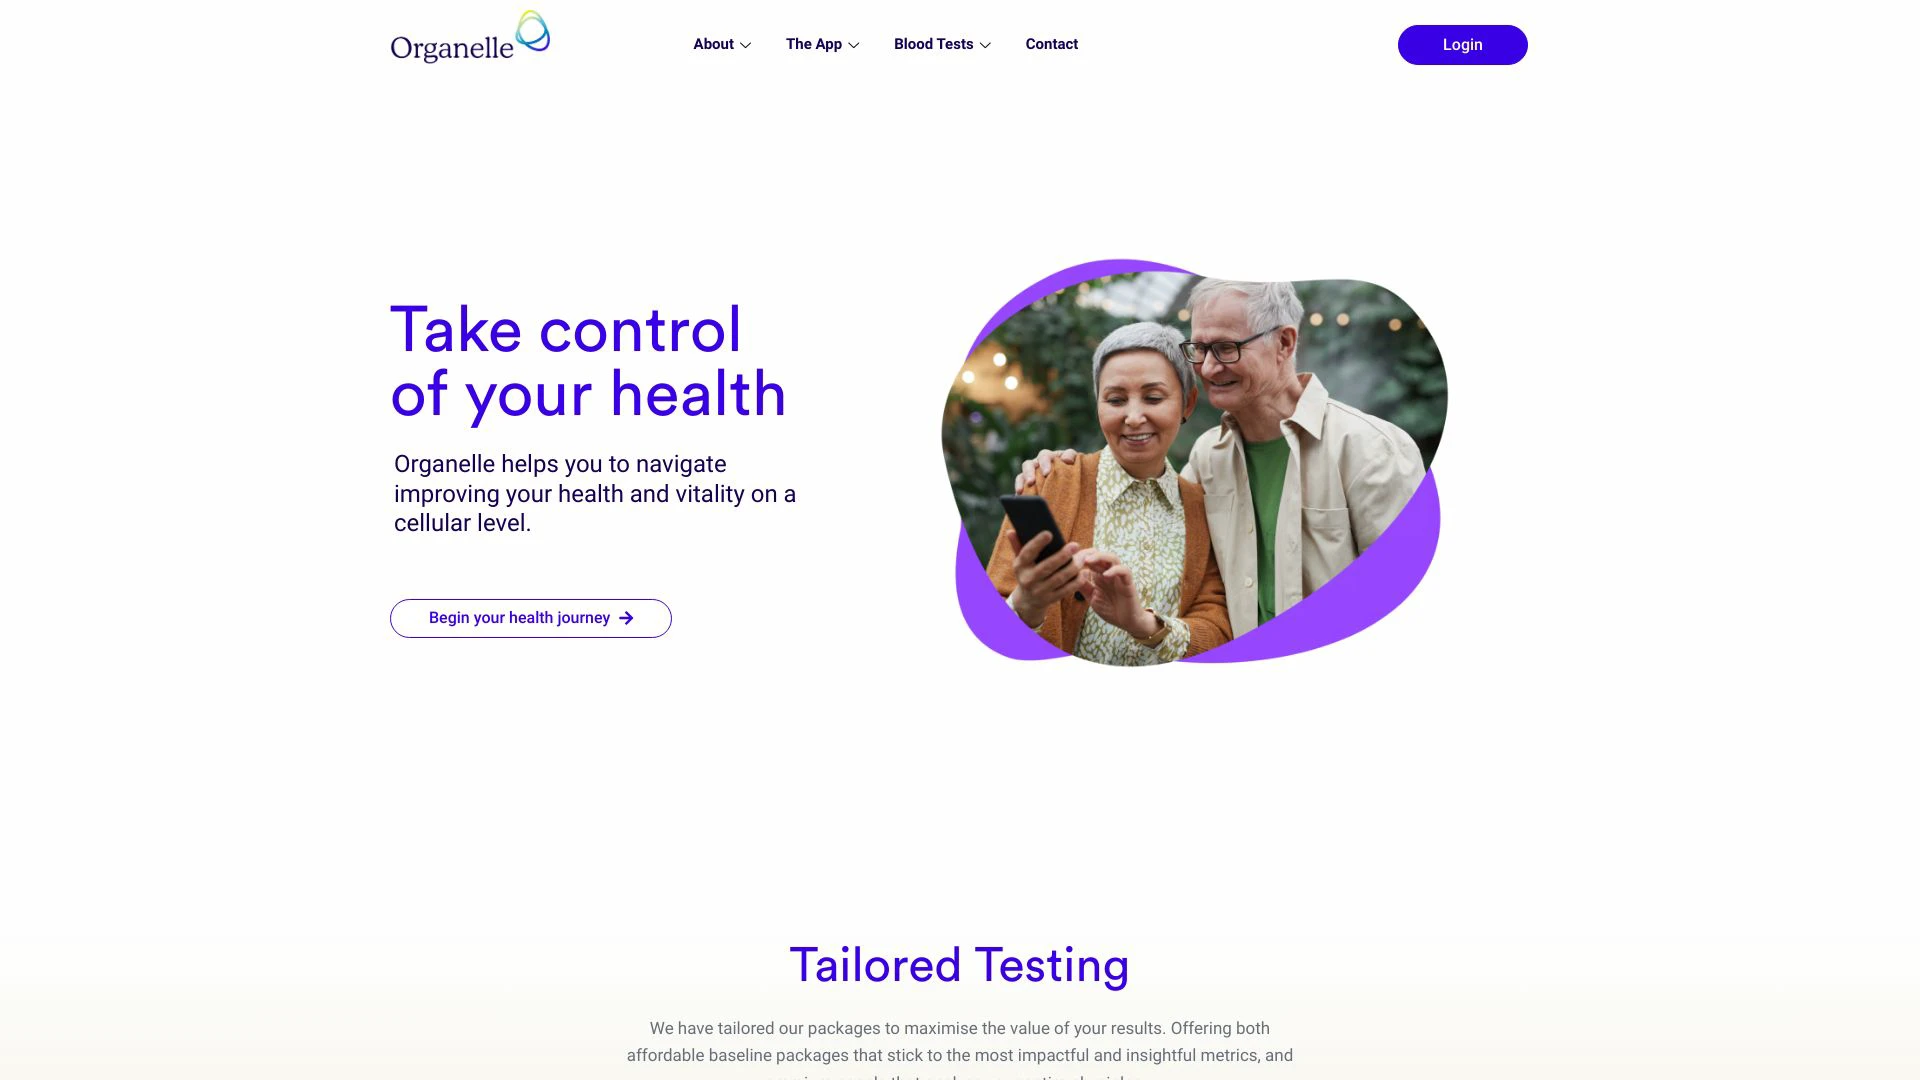 Organelle
About
The App
Blood Tests
Contact
Login
Take control
of your health
Organelle helps you to navigate
improving your health and vitality on a
cellular level.
Begin your health journey
Tailored Testing
We have tailored our packages to maximise the value of your results. Offering both
affordable baseline packages that stick to the most impactful and insightful metrics, and